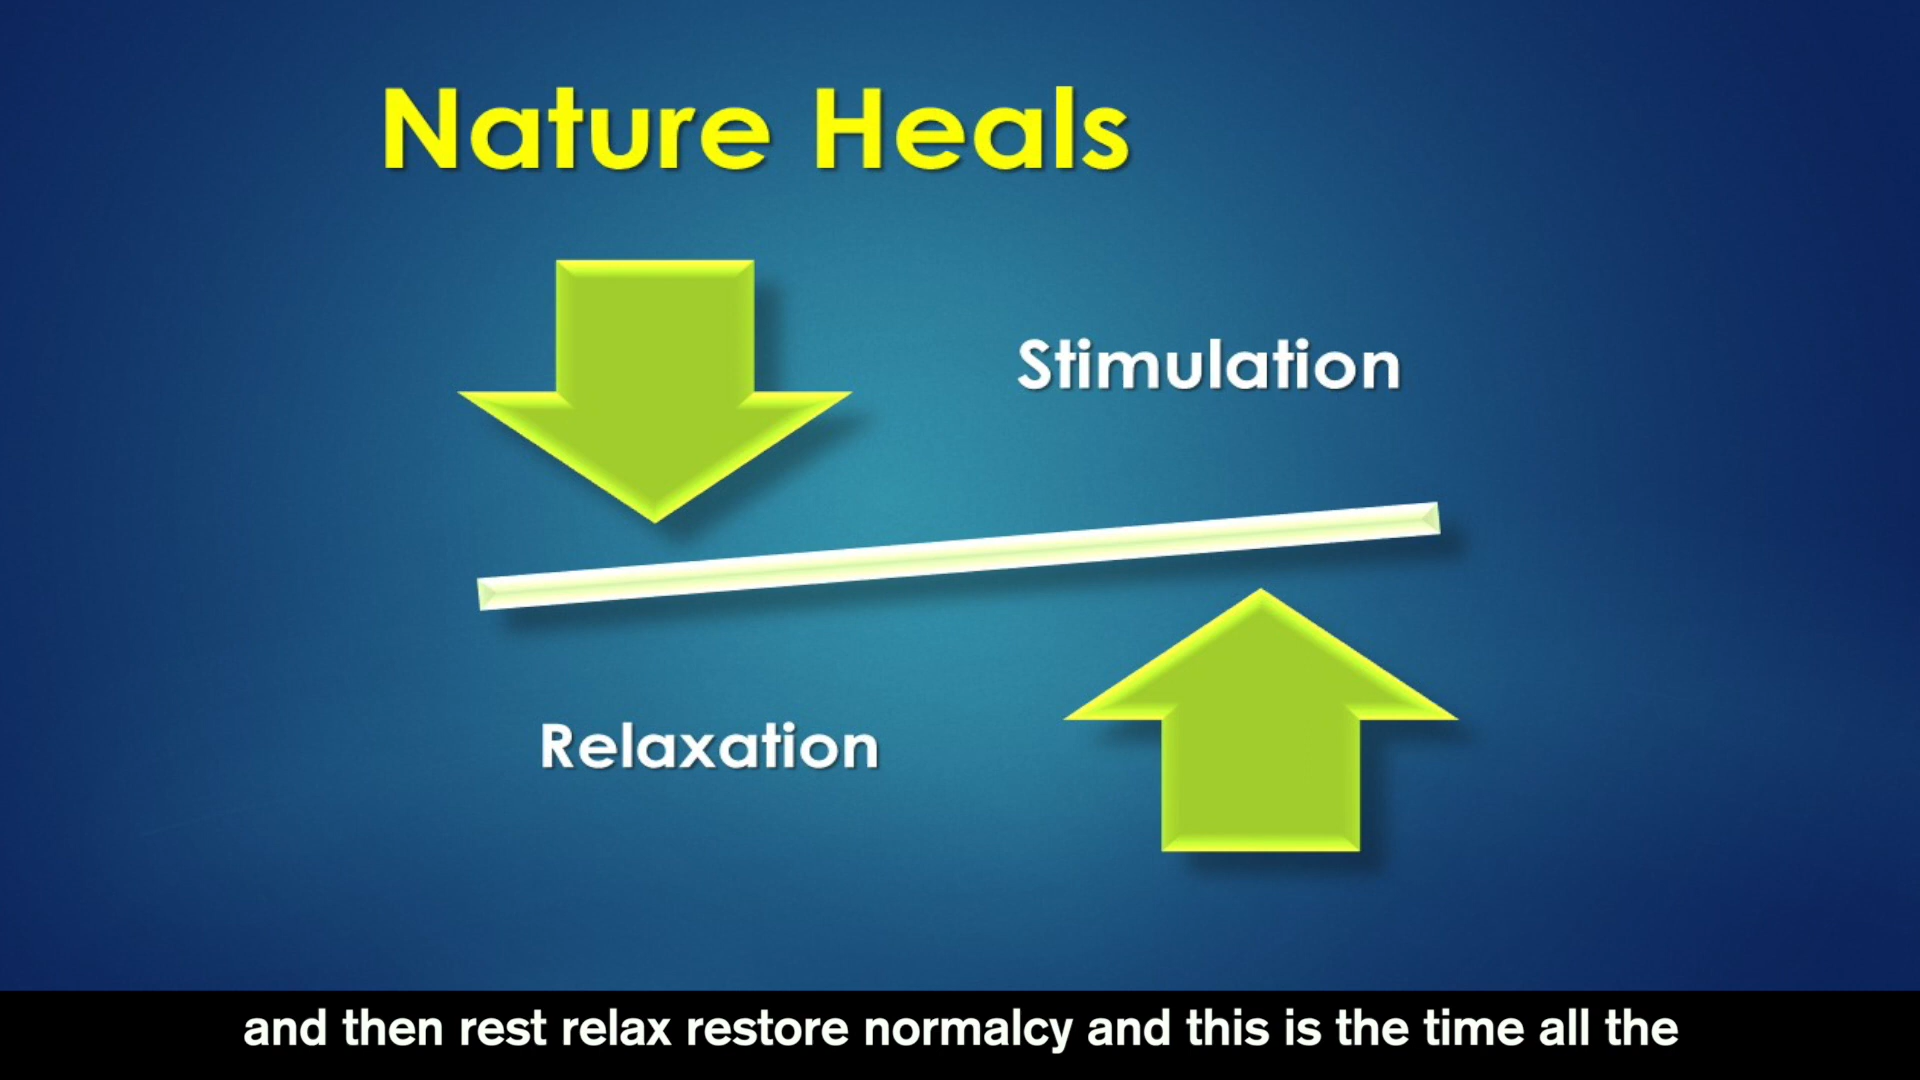 Nature Heals
Stimulation
Relaxation
and then rest relax restore normalcy and this is the time all the